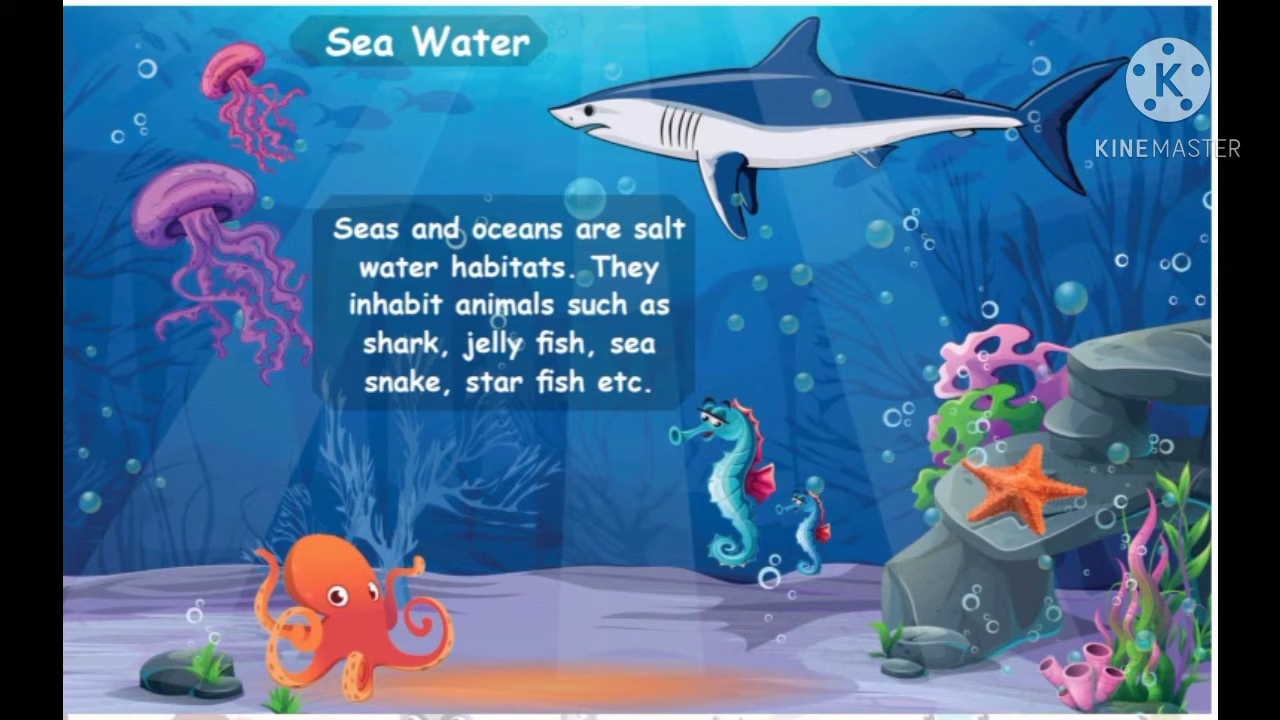 Sea Water
KINEMASTER
Seas and oceans are salt
water habitats. They
inhabit animals such as
shark, jelly fish, sea
snake, star fish etc.